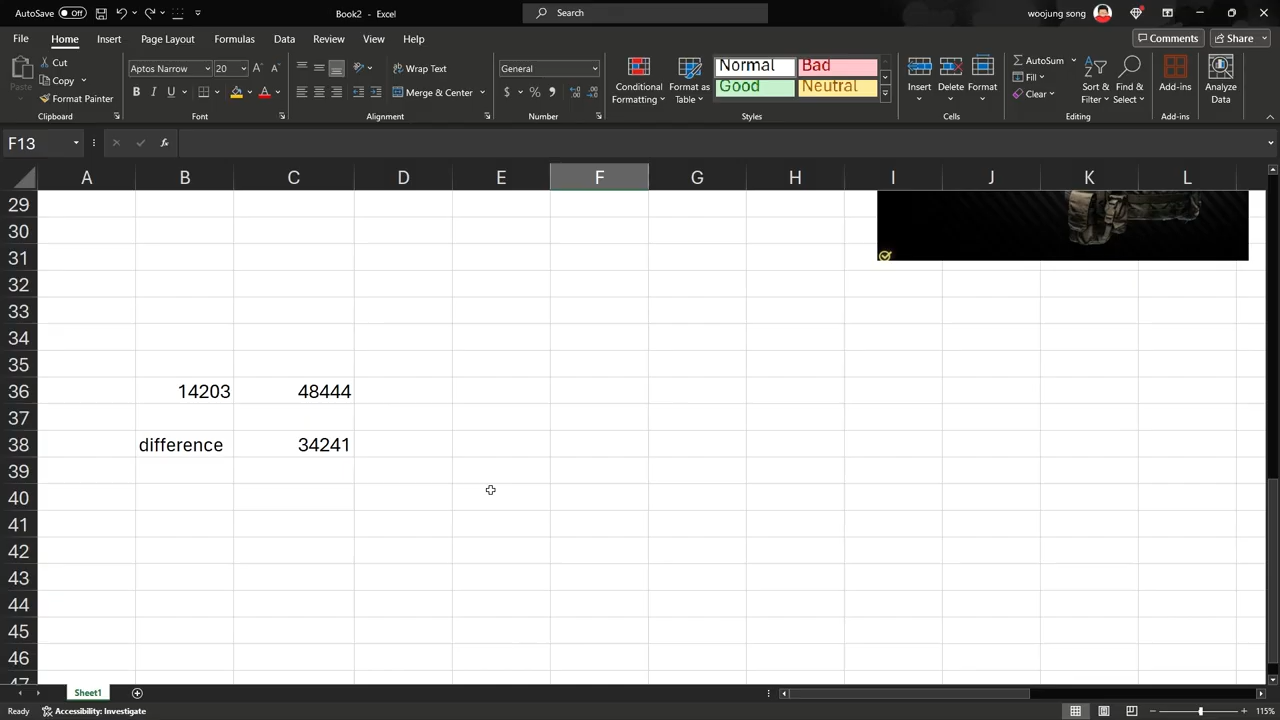 AutoSave Off Book2 - Excel Search woojung song
File Home Insert Page Layout Formulas Data Review View Help Comments Share
Paste Cut Copy Format Painter Clipboard
Aptos Narrow 20 B I U A Font
Wrap Text Merge & Center Alignment
General $ % Number
Conditional Formatting Format as Table Normal Bad Good Neutral Styles
Insert Delete Format Cells
AutoSum Fill Clear Sort & Filter Find & Select Editing
Add-ins Add-ins
Analyze Data
F13 fx
A B C D E F G H I J K L
29
30
31
32
33
34
35
36 14203 48444
37
38 difference 34241
39
40
41
42
43
44
45
46
47
Sheet1
Ready Accessibility: Investigate 115%